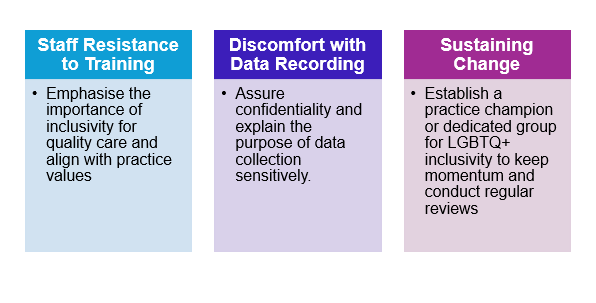 Staff Resistance
to Training
• Emphasise the
importance of
inclusivity for
quality care and
align with practice
values
Discomfort with
Data Recording
• Assure
confidentiality and
explain the
purpose of data
collection
sensitively.
Sustaining
Change
• Establish a
practice champion
or dedicated group
for LGBTQ+
inclusivity to keep
momentum and
conduct regular
reviews